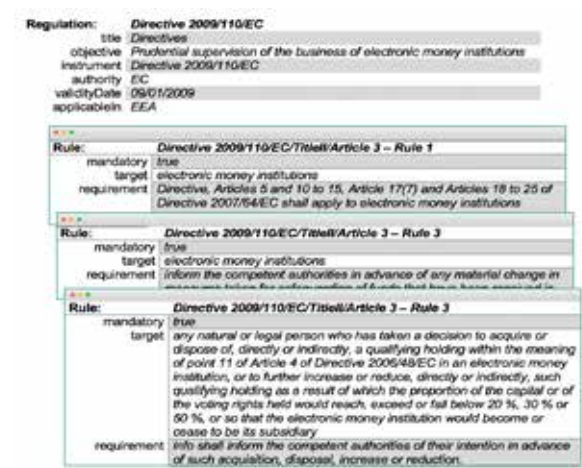 Regulation: Directive 2009/110/EC
title Directives
objective Prudential supervision of the business of electronic money institutions
instrument Directive 2009/110/EC
authority EC
validityDate 09/01/2009
applicableIn EEA
Rule: Directive 2009/110/EC/TitleII/Article 3 – Rule 1
mandatory true
target electronic money institutions
requirement Directive, Articles 5 and 10 to 15, Article 17(7) and Articles 18 to 25 of
Directive 2007/64/EC shall apply to electronic money institutions
Rule: Directive 2009/110/EC/TitleII/Article 3 – Rule 3
mandatory true
target electronic money institutions
requirement inform the competent authorities in advance of any material change in
measures taken for safeguarding of funds that have been received in
Rule: Directive 2009/110/EC/TitleII/Article 3 – Rule 3
mandatory true
target any natural or legal person who has taken a decision to acquire or
dispose of, directly or indirectly, a qualifying holding within the meaning
of point 11 of Article 4 of Directive 2006/48/EC in an electronic money
institution, or to further increase or reduce, directly or indirectly, such
qualifying holding as a result of which the proportion of the capital or of
the voting rights held would reach, exceed or fall below 20 %, 30 % or
50 %, or so that the electronic money institution would become or
cease to be its subsidiary
requirement Info shall inform the competent authorities of their intention in advance
of such acquisition, disposal, increase or reduction.